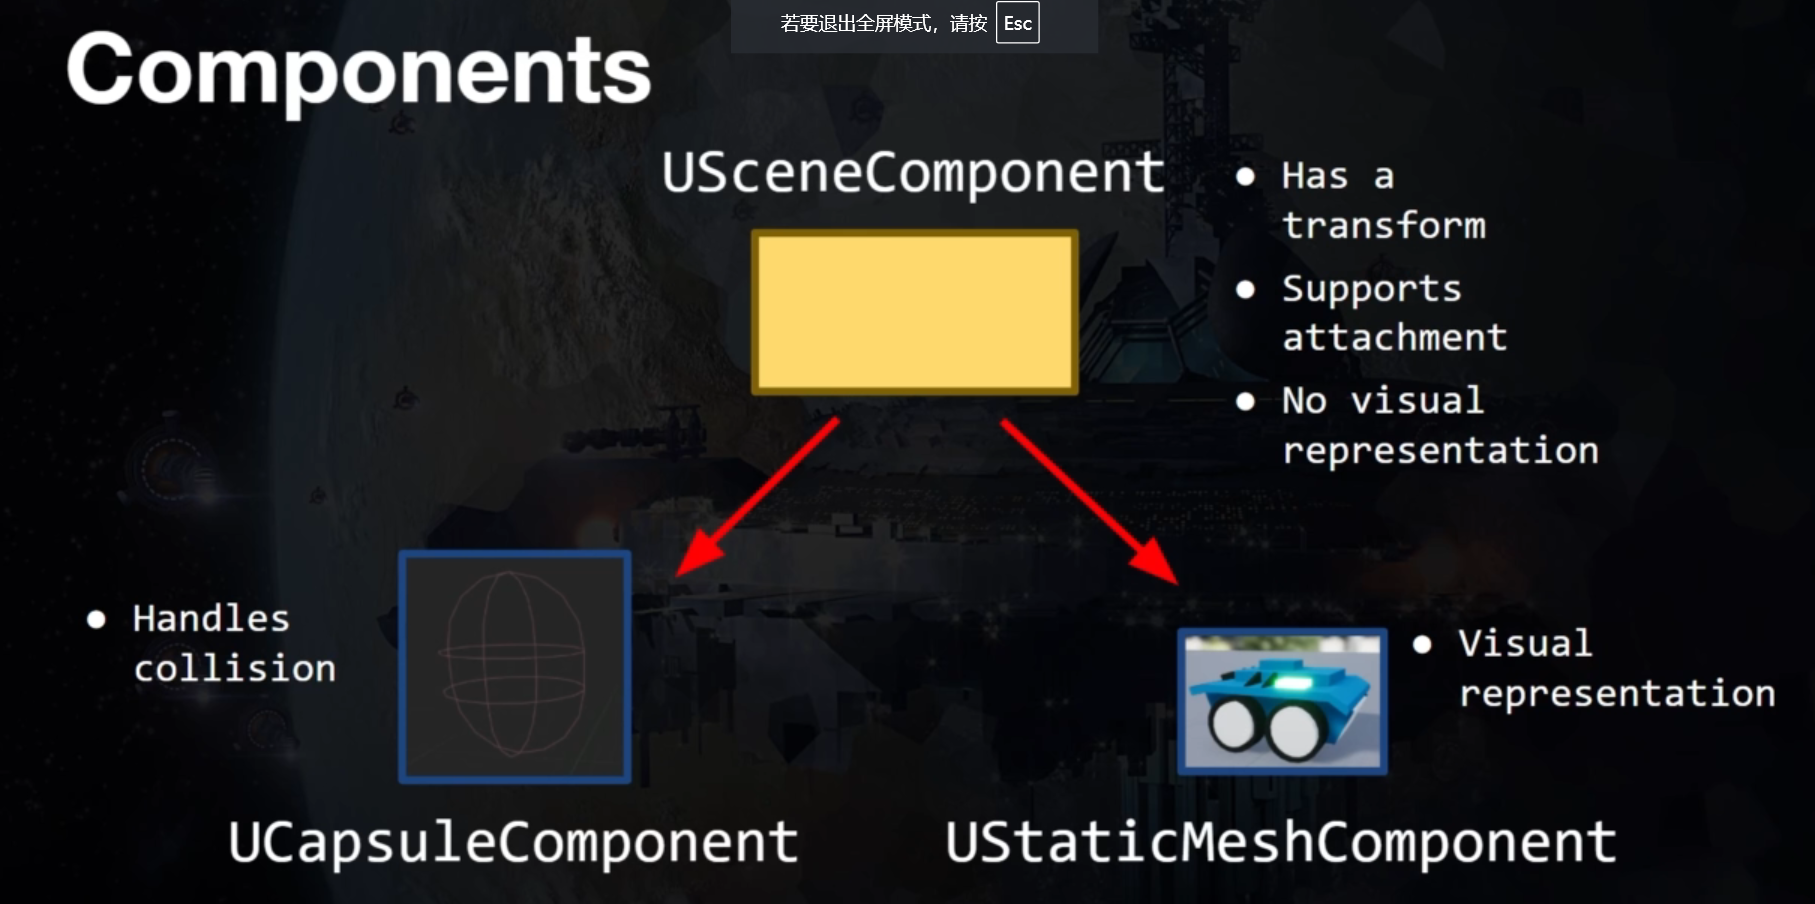 若要退出全屏模式，请按 Esc
Components
USceneComponent
● Has a
transform
● Supports
attachment
● No visual
representation
● Handles
collision
● Visual
representation
UCapsuleComponent
UStaticMeshComponent